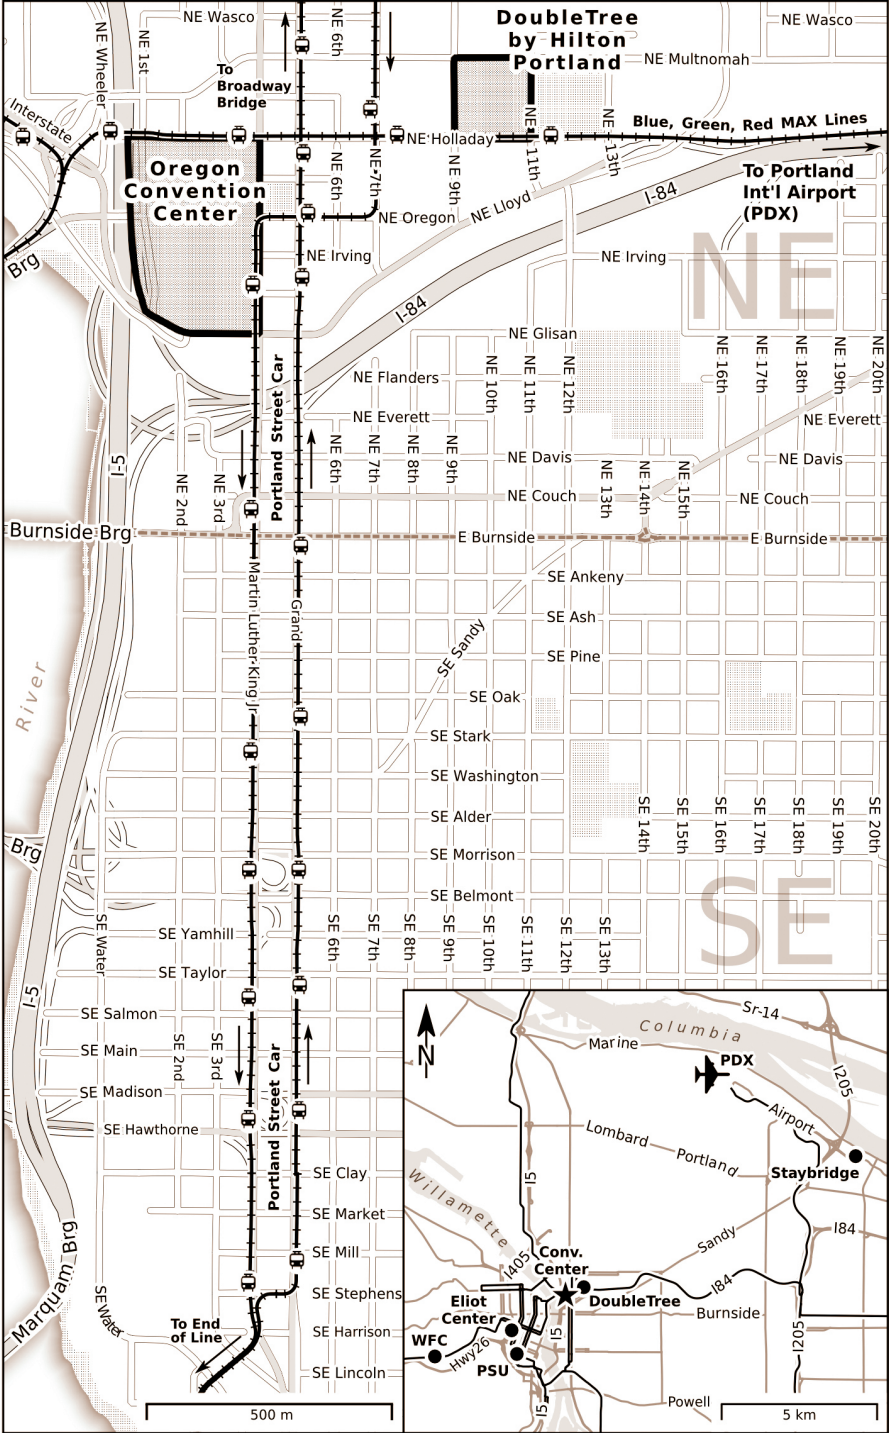 NE Wasco
NE 6th
DoubleTree
by Hilton
Portland
NE Wasco
NE Wheeler
NE 1st
NE Multnomah
To
Broadway
Bridge
Interstate
Blue, Green, Red MAX Lines
NE Holladay
NE 11th
NE 13th
Oregon
Convention
Center
NE 6th
NE 7th
NE 9th
To Portland
Int'l Airport
(PDX)
NE Lloyd
I-84
NE Oregon
Brg
NE Irving
NE Irving
NE
I-84
NE Glisan
NE 10th
NE 11th
NE 12th
NE 16th
NE 17th
NE 18th
NE 19th
NE 20th
NE Flanders
NE Everett
NE Everett
Portland Street Car
I-5
NE 2nd
NE 3rd
NE 6th
NE 7th
NE 8th
NE 9th
NE Davis
NE Davis
NE 13th
NE 14th
NE 15th
NE Couch
NE Couch
Burnside Brg
E Burnside
E Burnside
Martin Luther King Jr
Grand
SE Ankeny
SE Ash
SE Sandy
SE Pine
River
SE Oak
SE Stark
SE Washington
SE Alder
SE 14th
SE 15th
SE 16th
SE 17th
SE 18th
SE 19th
SE 20th
Brg
SE Morrison
SE Belmont
SE
SE Water
SE Yamhill
SE 6th
SE 7th
SE 8th
SE 9th
SE 10th
SE 11th
SE 12th
SE 13th
SE Taylor
I-5
SE Salmon
SE 2nd
SE 3rd
SE Main
SE Madison
SE Hawthorne
Portland Street Car
SE Clay
SE Market
SE Mill
Marquam Brg
SE Water
SE Stephens
To End
of Line
SE Harrison
SE Lincoln
500 m
N
Sr-14
Columbia
Marine
PDX
I205
Airport
Lombard
Portland
Staybridge
I5
Willamette
Sandy
I84
I405
Conv.
Center
I84
DoubleTree
Eliot
Center
Burnside
I5
WFC
Hwy26
PSU
I205
Powell
I5
5 km